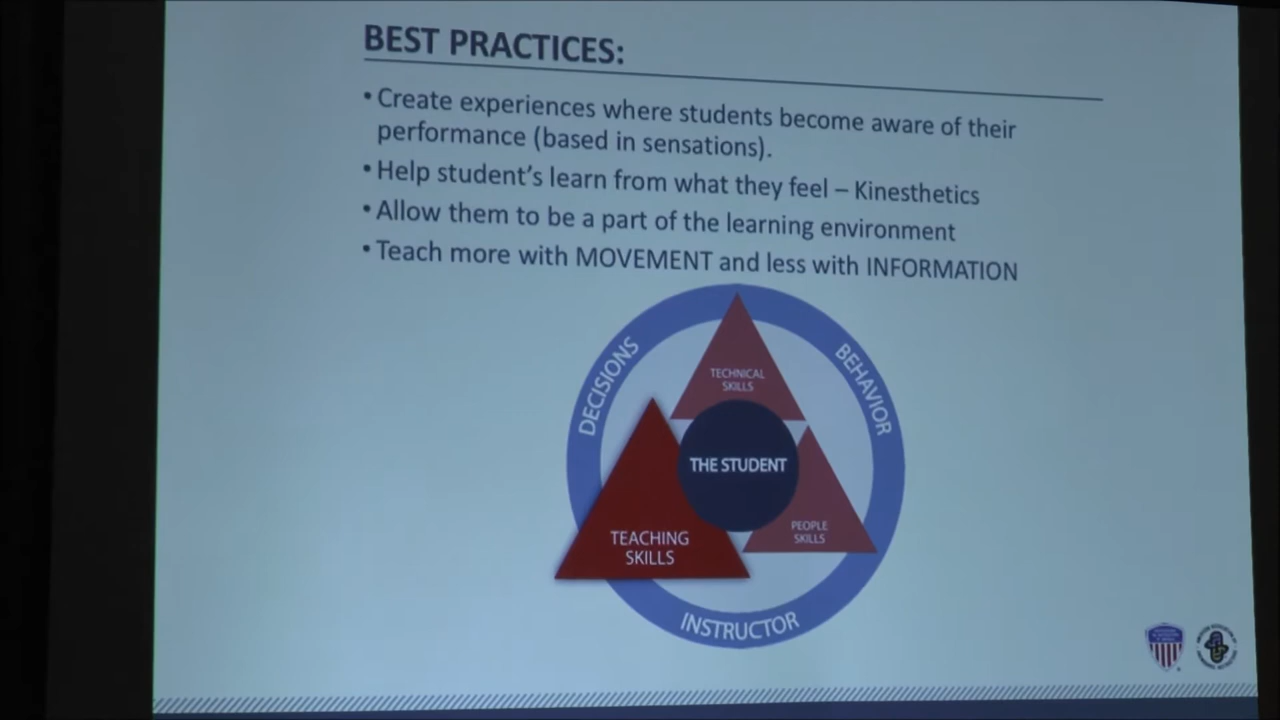 BEST PRACTICES:
• Create experiences where students become aware of their
performance (based in sensations).
• Help student's learn from what they feel – Kinesthetics
• Allow them to be a part of the learning environment
• Teach more with MOVEMENT and less with INFORMATION
DECISIONS
BEHAVIOR
TECHNICAL
SKILLS
THE STUDENT
TEACHING
SKILLS
PEOPLE
SKILLS
INSTRUCTOR